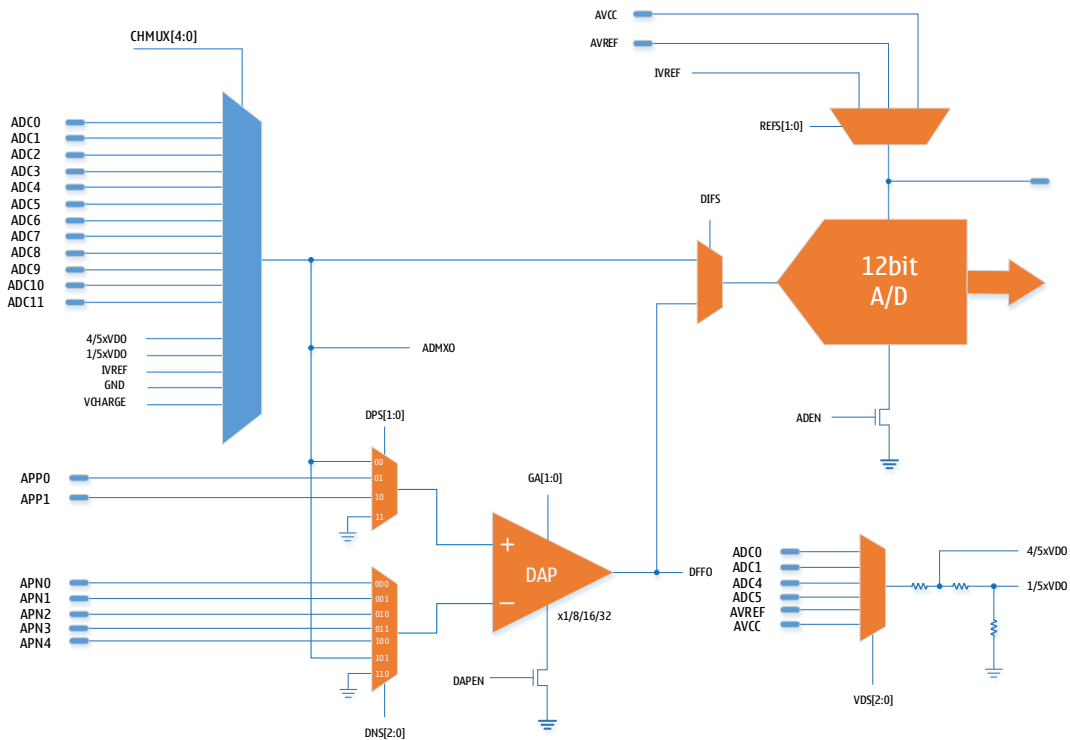 AVCC
CHMUX[4:0]
AVREF
IVREF
ADC0
ADC1
ADC2
ADC3
ADC4
ADC5
ADC6
ADC7
ADC8
ADC9
ADC10
ADC11
REFS[1:0]
DIFS
12bit
A/D
4/5xVDO
1/5xVDO
IVREF
GND
VCHARGE
ADMXO
ADEN
DPS[1:0]
00
01
10
11
APP0
APP1
GA[1:0]
+
DAP
−
x1/8/16/32
DFFO
APN0
APN1
APN2
APN3
APN4
000
001
010
011
100
101
110
DAPEN
DNS[2:0]
ADC0
ADC1
ADC4
ADC5
AVREF
AVCC
4/5xVDO
1/5xVDO
VDS[2:0]